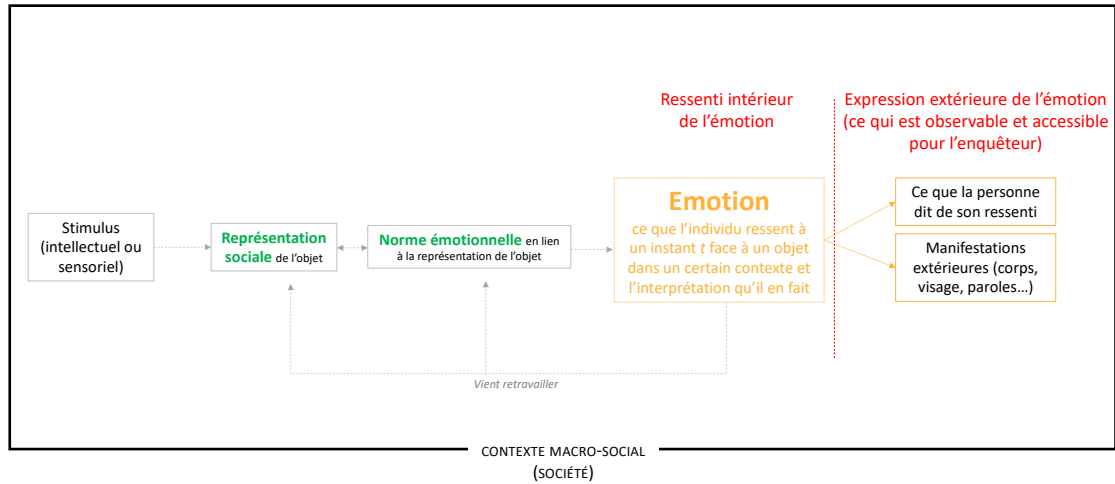 Ressenti intérieur
de l’émotion
Expression extérieure de l’émotion
(ce qui est observable et accessible
pour l’enquêteur)
Stimulus
(intellectuel ou
sensoriel)
Représentation
sociale de l’objet
Norme émotionnelle en lien
à la représentation de l’objet
Emotion
ce que l’individu ressent à
un instant t face à un objet
dans un certain contexte et
l’interprétation qu’il en fait
Ce que la personne
dit de son ressenti
Manifestations
extérieures (corps,
visage, paroles…)
Vient retravailler
CONTEXTE MACRO-SOCIAL
(SOCIÉTÉ)